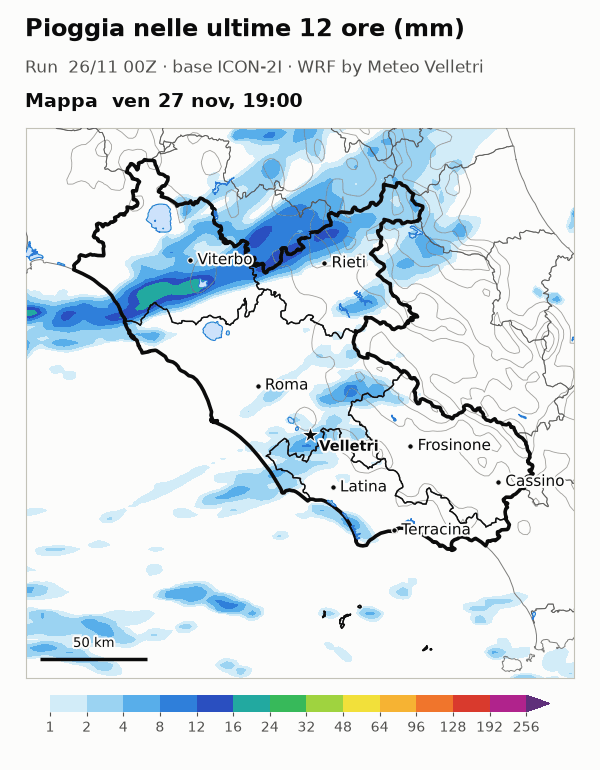 Pioggia nelle ultime 12 ore (mm)
Run 26/11 00Z · base ICON-2I · WRF by Meteo Velletri
Mappa ven 27 nov, 19:00
Viterbo
Rieti
Roma
Velletri
Frosinone
Latina
Cassino
Terracina
50 km
1 2 4 8 12 16 24 32 48 64 96 128 192 256